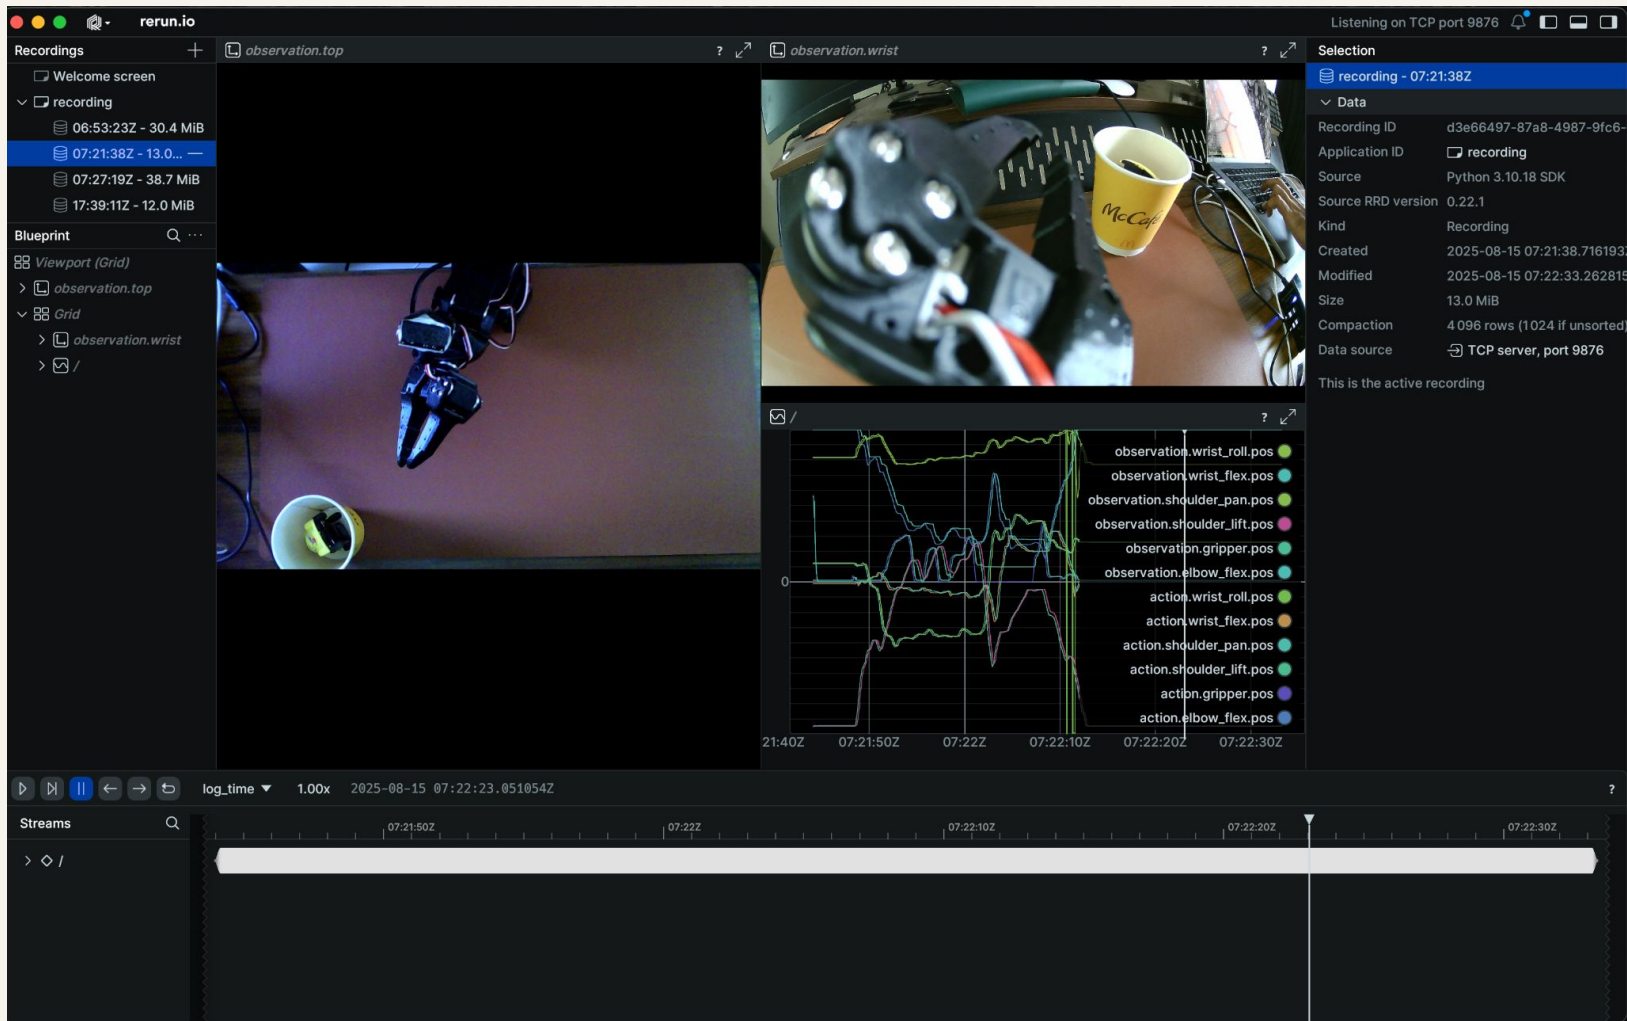 rerun.io
Listening on TCP port 9876
Recordings
Welcome screen
recording
06:53:23Z - 30.4 MiB
07:21:38Z - 13.0...
07:27:19Z - 38.7 MiB
17:39:11Z - 12.0 MiB
Blueprint
Viewport (Grid)
observation.top
Grid
observation.wrist
/
observation.top
?
observation.wrist
?
McCafé
/
?
observation.wrist_roll.pos
observation.wrist_flex.pos
observation.shoulder_pan.pos
observation.shoulder_lift.pos
observation.gripper.pos
observation.elbow_flex.pos
action.wrist_roll.pos
action.wrist_flex.pos
action.shoulder_pan.pos
action.shoulder_lift.pos
action.gripper.pos
action.elbow_flex.pos
0
21:40Z 07:21:50Z 07:22Z 07:22:10Z 07:22:20Z 07:22:30Z
Selection
recording - 07:21:38Z
Data
Recording ID d3e66497-87a8-4987-9fc6-
Application ID recording
Source Python 3.10.18 SDK
Source RRD version 0.22.1
Kind Recording
Created 2025-08-15 07:21:38.7161937
Modified 2025-08-15 07:22:33.262815
Size 13.0 MiB
Compaction 4 096 rows (1 024 if unsorted)
Data source TCP server, port 9876
This is the active recording
log_time 1.00x 2025-08-15 07:22:23.051054Z ?
Streams
07:21:50Z 07:22Z 07:22:10Z 07:22:20Z 07:22:30Z
/